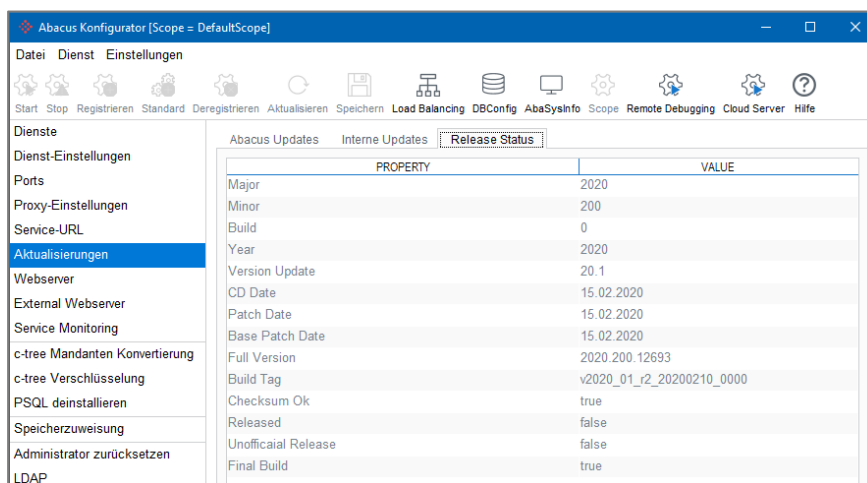 Abacus Konfigurator [Scope = DefaultScope]
Datei Dienst Einstellungen
Start Stop Registrieren Standard Deregistrieren Aktualisieren Speichern Load Balancing DBConfig AbaSysInfo Scope Remote Debugging Cloud Server Hilfe
Dienste
Dienst-Einstellungen
Ports
Proxy-Einstellungen
Service-URL
Aktualisierungen
Webserver
External Webserver
Service Monitoring
c-tree Mandanten Konvertierung
c-tree Verschlüsselung
PSQL deinstallieren
Speicherzuweisung
Administrator zurücksetzen
LDAP
Abacus Updates Interne Updates Release Status
PROPERTY VALUE
Major 2020
Minor 200
Build 0
Year 2020
Version Update 20.1
CD Date 15.02.2020
Patch Date 15.02.2020
Base Patch Date 15.02.2020
Full Version 2020.200.12693
Build Tag v2020_01_r2_20200210_0000
Checksum Ok true
Released false
Unofficaial Release false
Final Build true